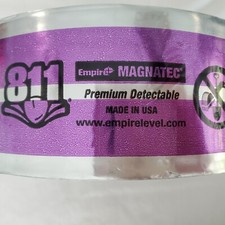 811®
Empire® MAGNATEC®
Premium Detectable
MADE IN USA
www.empirelevel.com